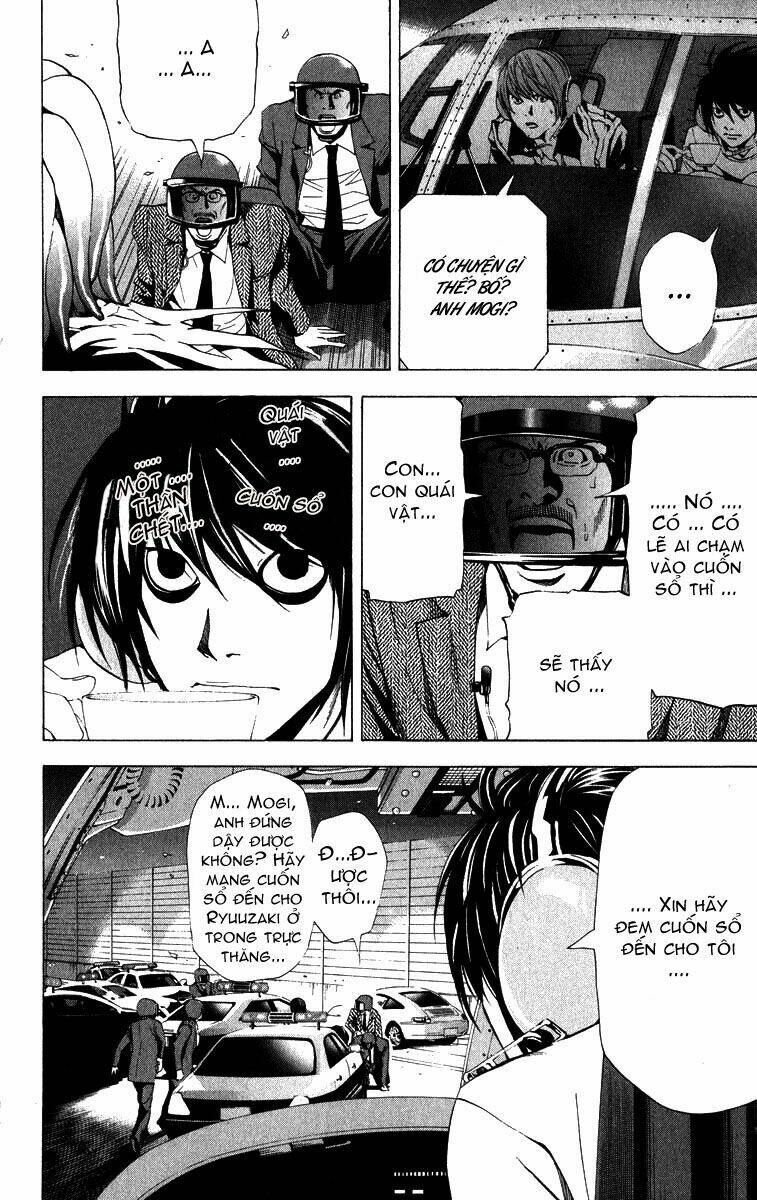 ...
CÓ CHUYỆN GÌ
THẾ? BỐ?
ANH MOGI?
... A
A...
..... NÓ ....
CÓ ... CÓ
LẼ AI CHẠM
VÀO CUỐN
SỔ THÌ ...
SẼ THẤY
NÓ ...
CON...
CON QUÁI
VẬT...
QUÁI
VẬT
....
CUỐN SỔ
....
.....
MỘT ....
THẦN
CHẾT....
.... XIN HÃY
ĐEM CUỐN SỔ
ĐẾN CHO TÔI
....
M... MOGI,
ANH ĐỨNG
DẬY ĐƯỢC
KHÔNG? HÃY
MANG CUỐN
SỔ ĐẾN CHO
RYUUZAKI Ở
TRONG TRỰC
THĂNG...
Đ...Đ-
ƯỢC
THÔI...